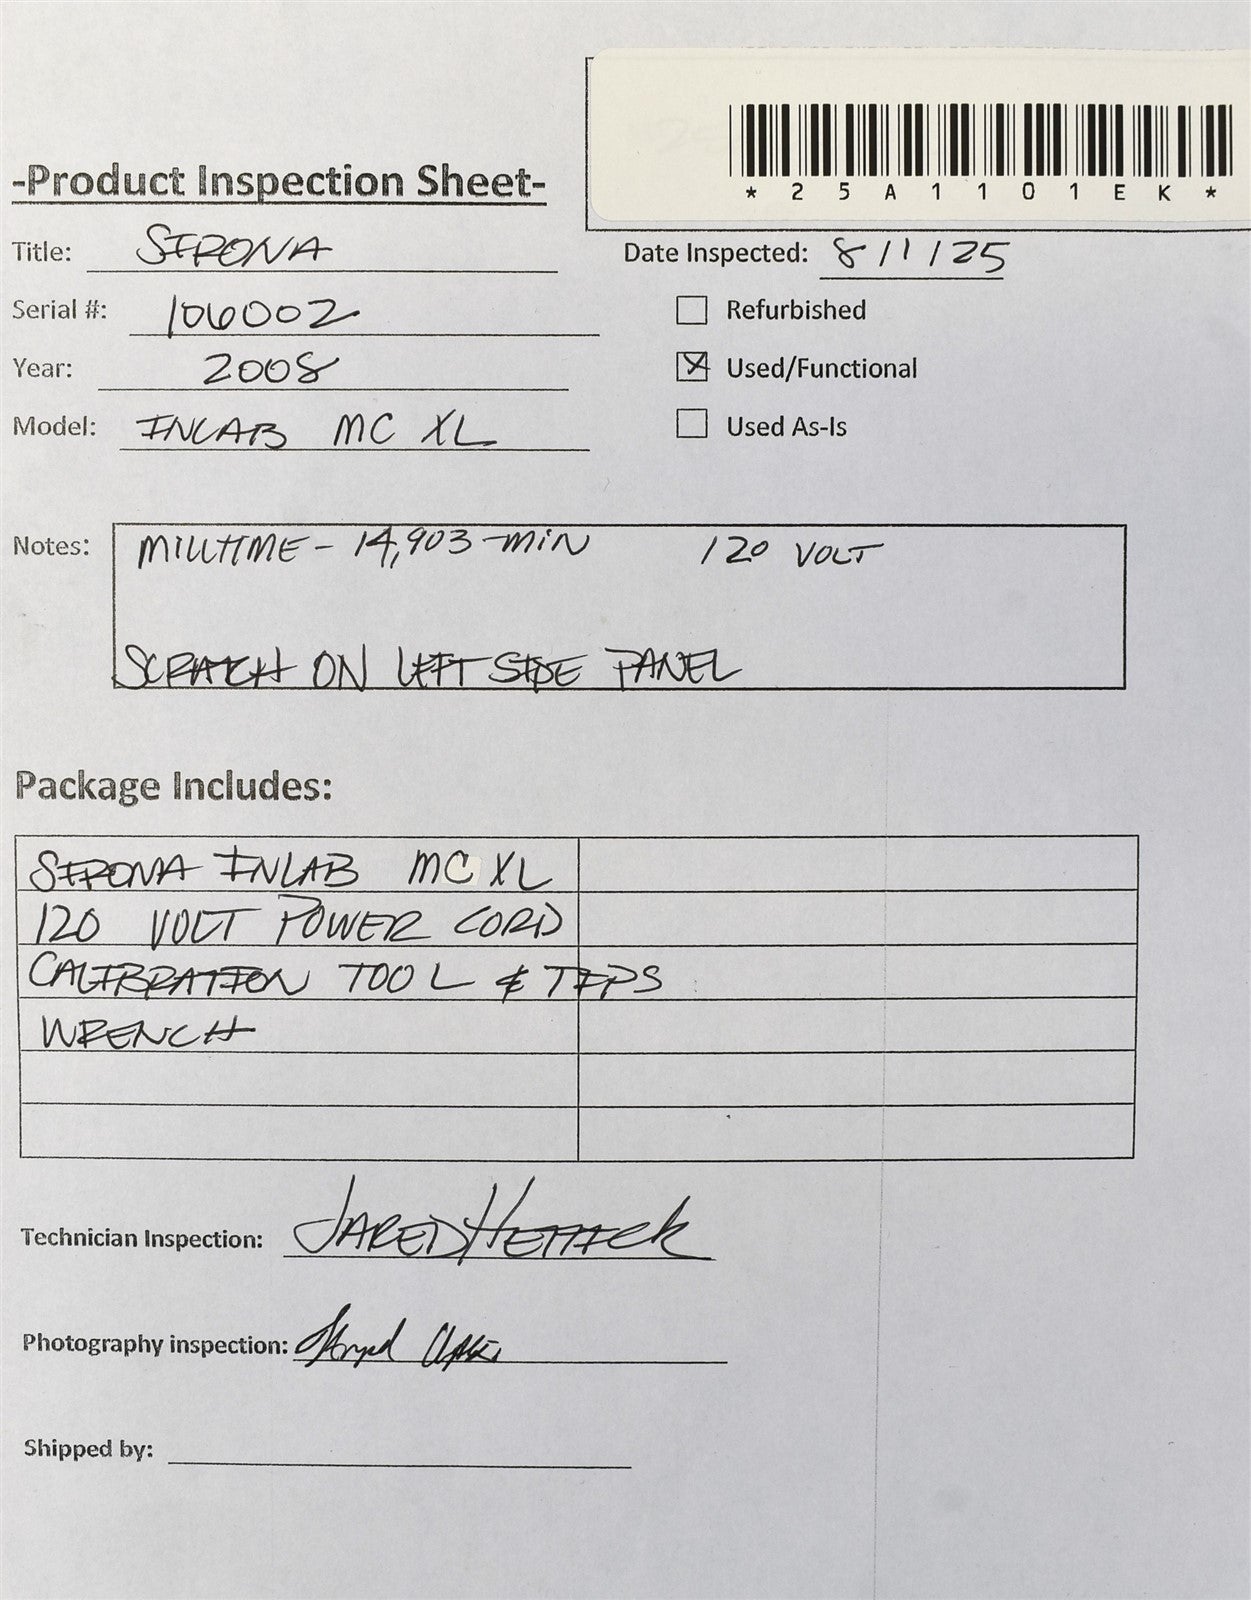 *25A1101EK*
-Product Inspection Sheet-
Title: SIRONA
Date Inspected: 8/1/25
Serial #: 106002
Refurbished
Year: 2008
Used/Functional
Model: INLAB MC XL
Used As-Is
Notes: MILLTIME - 14,903 MIN 120 VOLT
SCRATCH ON LEFT SIDE PANEL
Package Includes:
SIRONA INLAB MC XL
120 VOLT POWER CORD
CALIBRATION TOOL & TIPS
WRENCH
Technician Inspection: JARED
Photography inspection:
Shipped by: